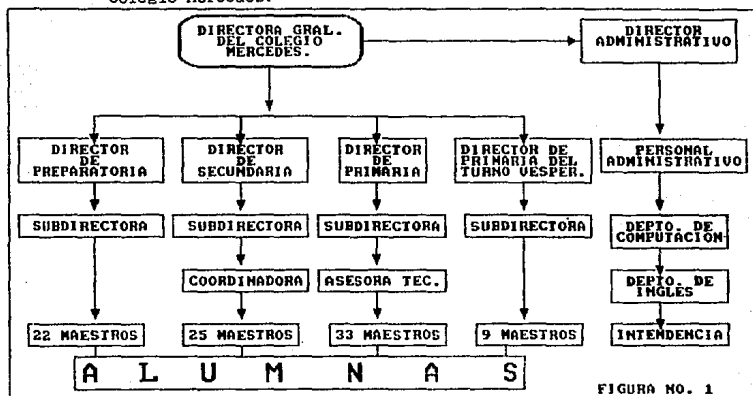 Colegio Mercedes.
DIRECTORA GRAL.
DEL COLEGIO
MERCEDES.
DIRECTOR
ADMINISTRATIVO
DIRECTOR
DE
PREPARATORIA
DIRECTOR
DE
SECUNDARIA
DIRECTOR
DE
PRIMARIA
DIRECTOR DE
PRIMARIA DEL
TURNO VESPER.
PERSONAL
ADMINISTRATIVO
SUBDIRECTORA
SUBDIRECTORA
SUBDIRECTORA
SUBDIRECTORA
DEPTO. DE
COMPUTACION
COORDINADORA
ASESORA TEC.
DEPTO. DE
INGLES
22 MAESTROS
25 MAESTROS
33 MAESTROS
9 MAESTROS
INTENDENCIA
A L U M N A S
FIGURA NO. 1